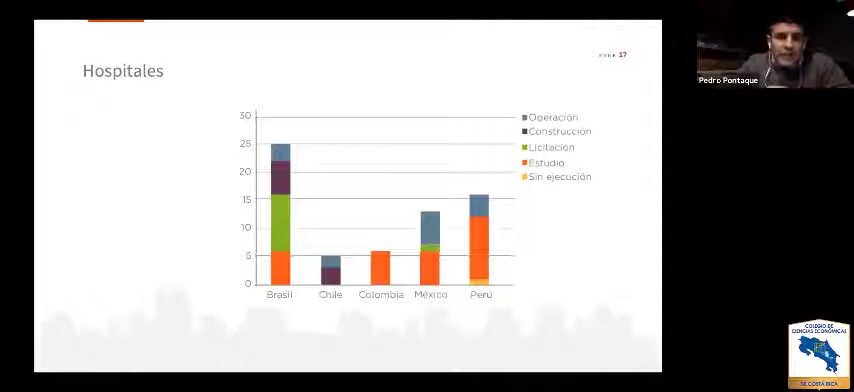 17
Hospitales
30
25
20
15
10
5
0
Operación
Construcción
Licitación
Estudio
Sin ejecución
Brasil
Chile
Colombia
México
Perú
Pedro Pontaque
COLEGIO DE
CIENCIAS ECONÓMICAS
DE COSTA RICA